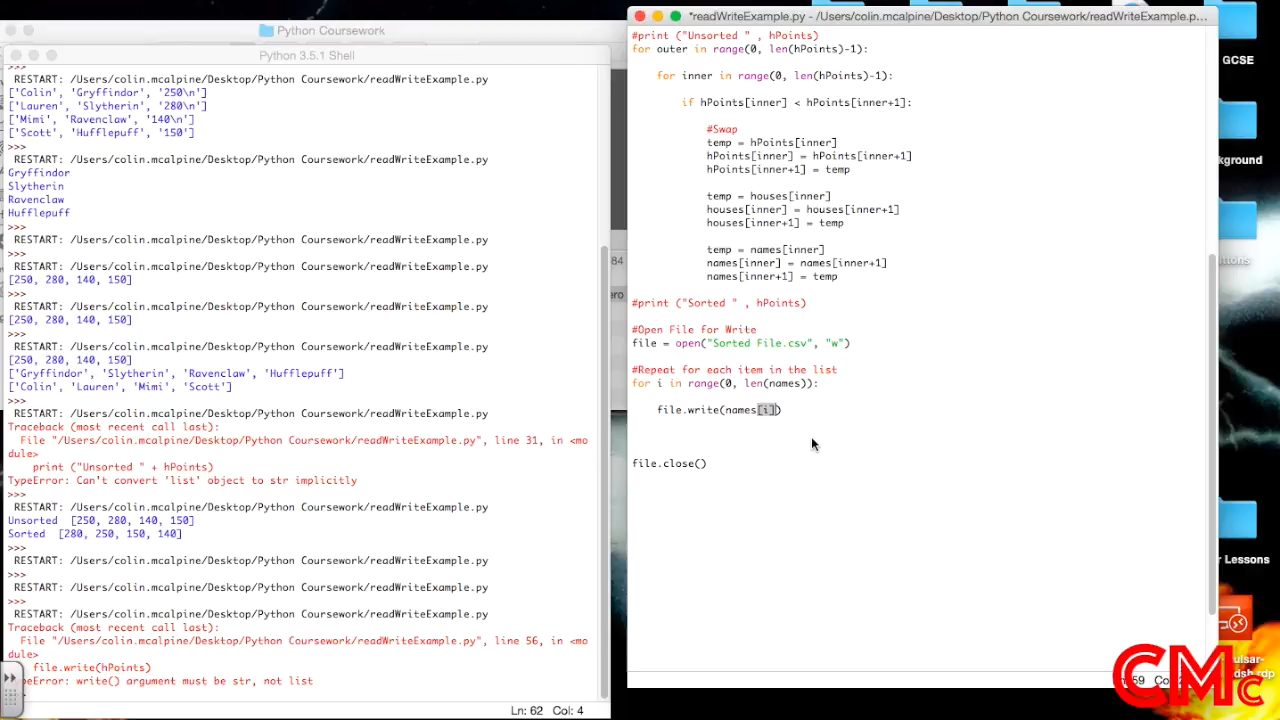 Python Coursework
Python 3.5.1 Shell
>>>
RESTART: /Users/colin.mcalpine/Desktop/Python Coursework/readWriteExample.py
['Colin', 'Gryffindor', '250\n']
['Lauren', 'Slytherin', '280\n']
['Mimi', 'Ravenclaw', '140\n']
['Scott', 'Hufflepuff', '150']
>>>
RESTART: /Users/colin.mcalpine/Desktop/Python Coursework/readWriteExample.py
Gryffindor
Slytherin
Ravenclaw
Hufflepuff
>>>
RESTART: /Users/colin.mcalpine/Desktop/Python Coursework/readWriteExample.py
>>>
RESTART: /Users/colin.mcalpine/Desktop/Python Coursework/readWriteExample.py
[250, 280, 140, 150]
>>>
RESTART: /Users/colin.mcalpine/Desktop/Python Coursework/readWriteExample.py
[250, 280, 140, 150]
>>>
RESTART: /Users/colin.mcalpine/Desktop/Python Coursework/readWriteExample.py
[250, 280, 140, 150]
['Gryffindor', 'Slytherin', 'Ravenclaw', 'Hufflepuff']
['Colin', 'Lauren', 'Mimi', 'Scott']
>>>
RESTART: /Users/colin.mcalpine/Desktop/Python Coursework/readWriteExample.py
Traceback (most recent call last):
File "/Users/colin.mcalpine/Desktop/Python Coursework/readWriteExample.py", line 31, in <mo
dule>
print ("Unsorted " + hPoints)
TypeError: Can't convert 'list' object to str implicitly
>>>
RESTART: /Users/colin.mcalpine/Desktop/Python Coursework/readWriteExample.py
Unsorted  [250, 280, 140, 150]
Sorted  [280, 250, 150, 140]
>>>
RESTART: /Users/colin.mcalpine/Desktop/Python Coursework/readWriteExample.py
>>>
RESTART: /Users/colin.mcalpine/Desktop/Python Coursework/readWriteExample.py
>>>
RESTART: /Users/colin.mcalpine/Desktop/Python Coursework/readWriteExample.py
Traceback (most recent call last):
File "/Users/colin.mcalpine/Desktop/Python Coursework/readWriteExample.py", line 56, in <mo
dule>
file.write(hPoints)
TypeError: write() argument must be str, not list
Ln: 62 Col: 4
*readWriteExample.py - /Users/colin.mcalpine/Desktop/Python Coursework/readWriteExample.p...
#print ("Unsorted " , hPoints)
for outer in range(0, len(hPoints)-1):
for inner in range(0, len(hPoints)-1):
if hPoints[inner] < hPoints[inner+1]:
#Swap
temp = hPoints[inner]
hPoints[inner] = hPoints[inner+1]
hPoints[inner+1] = temp
temp = houses[inner]
houses[inner] = houses[inner+1]
houses[inner+1] = temp
temp = names[inner]
names[inner] = names[inner+1]
names[inner+1] = temp
#print ("Sorted " , hPoints)
#Open File for Write
file = open("Sorted File.csv", "w")
#Repeat for each item in the list
for i in range(0, len(names)):
file.write(names[i])
file.close()
GCSE
Lessons
CMc